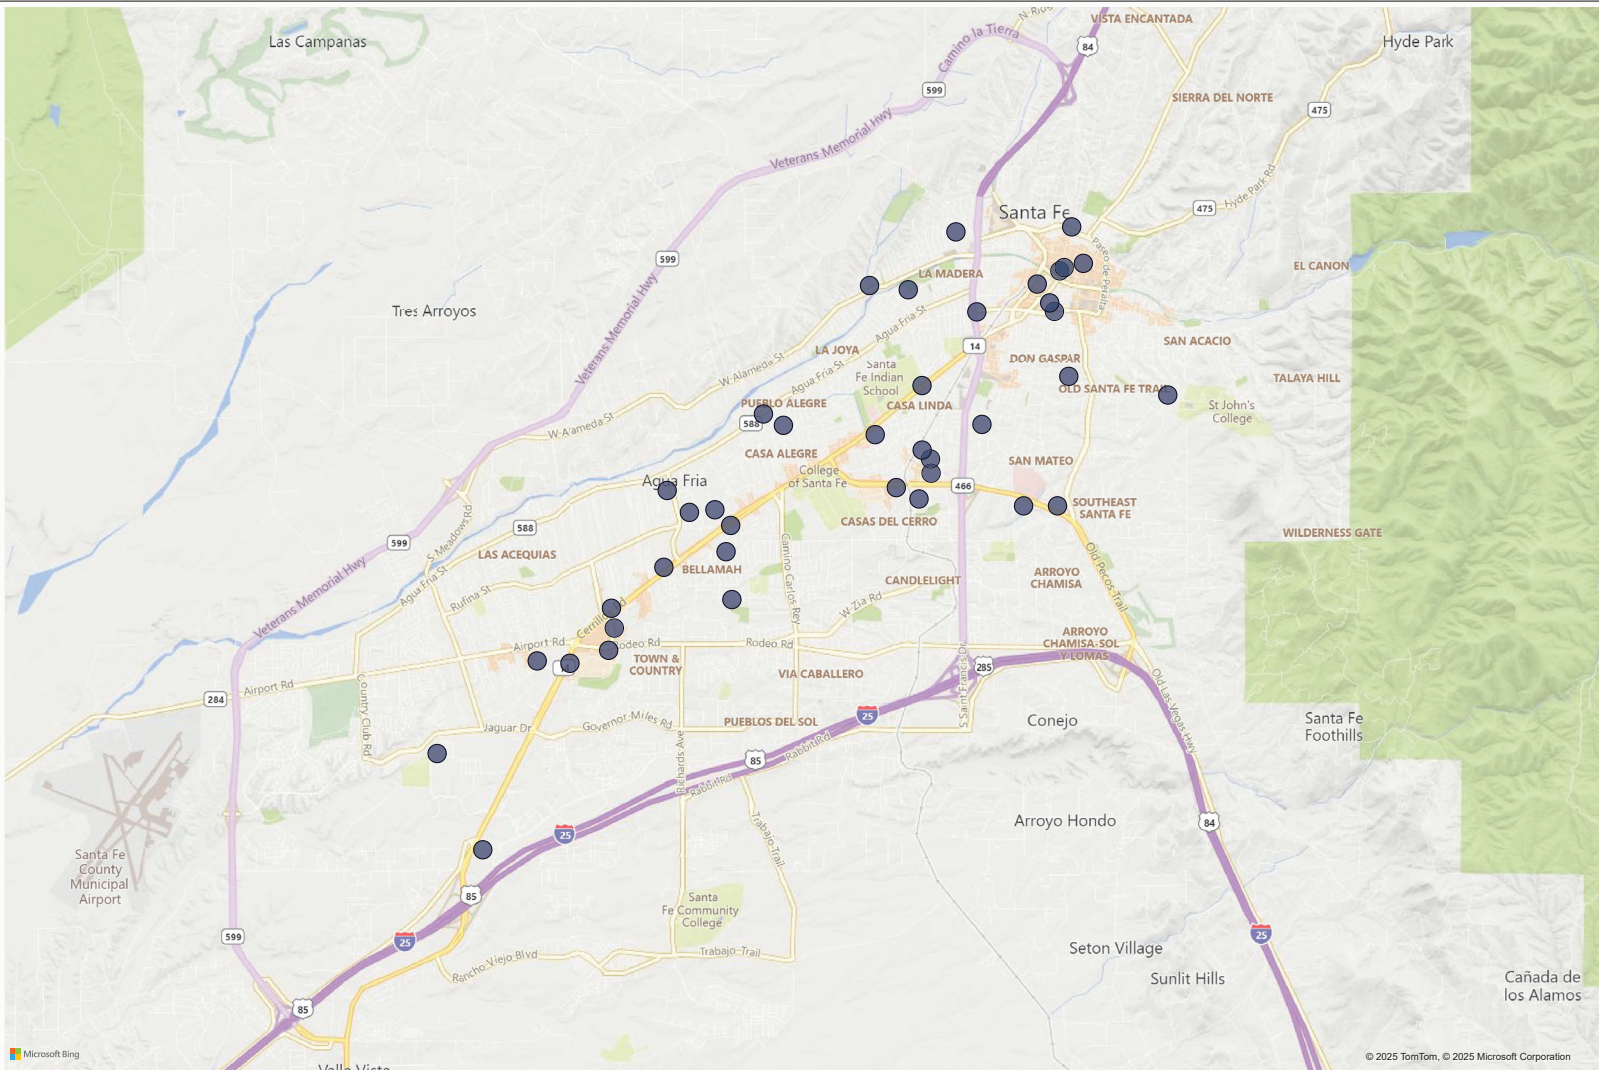 VISTA ENCANTADA
Las Campanas
Camino la Tierra
84
Hyde Park
599
SIERRA DEL NORTE
475
Veterans Memorial Hwy
Hyde Park Rd
475
Santa Fe
Paseo de Peralta
599
LA MADERA
EL CANON
Veterans Memorial Hwy
Tres Arroyos
Agua Fria St
SAN ACACIO
LA JOYA
14
DON GASPAR
W Alameda St
Agua Fria St
Santa
Fe Indian
School
OLD SANTA FE TRAIL
TALAYA HILL
PUEBLO ALEGRE
CASA LINDA
St John's
College
588
W Alameda St
CASA ALEGRE
SAN MATEO
College
of Santa Fe
Agua Fria
466
SOUTHEAST
SANTA FE
CASAS DEL CERRO
588
S Meadows Rd
599
WILDERNESS GATE
LAS ACEQUIAS
BELLAMAH
Camino Carlos Rey
CANDLELIGHT
ARROYO
CHAMISA
Old Pecos Trail
Veterans Memorial Hwy
Agua Fria St
Rufina St
W Zia Rd
Cerrillos Rd
Airport Rd
Rodeo Rd
Rodeo Rd
ARROYO
CHAMISA-SOL
Y LOMAS
TOWN &
COUNTRY
VIA CABALLERO
285
S Saint Francis Dr
284
Airport Rd
Country Club Rd
Old Las Vegas Hwy
Jaguar Dr
Governor Miles Rd
PUEBLOS DEL SOL
25
Conejo
Santa Fe
Foothills
Richards Ave
85
Rabbit Rd
Rabbit Rd
25
Trabajo Trail
Arroyo Hondo
84
Santa Fe
County
Municipal
Airport
85
Santa
Fe Community
College
599
25
25
Seton Village
Rancho Viejo Blvd
Trabajo Trail
Sunlit Hills
Cañada de
los Alamos
85
Microsoft Bing
Valle Vista
© 2025 TomTom, © 2025 Microsoft Corporation